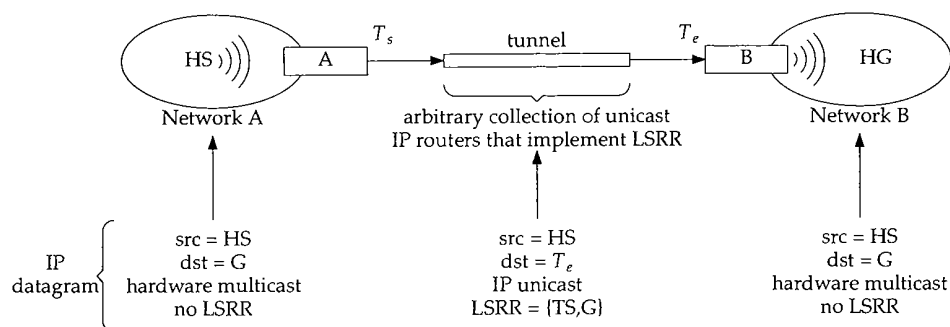 HS
A
T_s
tunnel
T_e
B
HG
Network A
arbitrary collection of unicast
IP routers that implement LSRR
Network B
IP
datagram
src = HS
dst = G
hardware multicast
no LSRR
src = HS
dst = T_e
IP unicast
LSRR = {TS,G}
src = HS
dst = G
hardware multicast
no LSRR